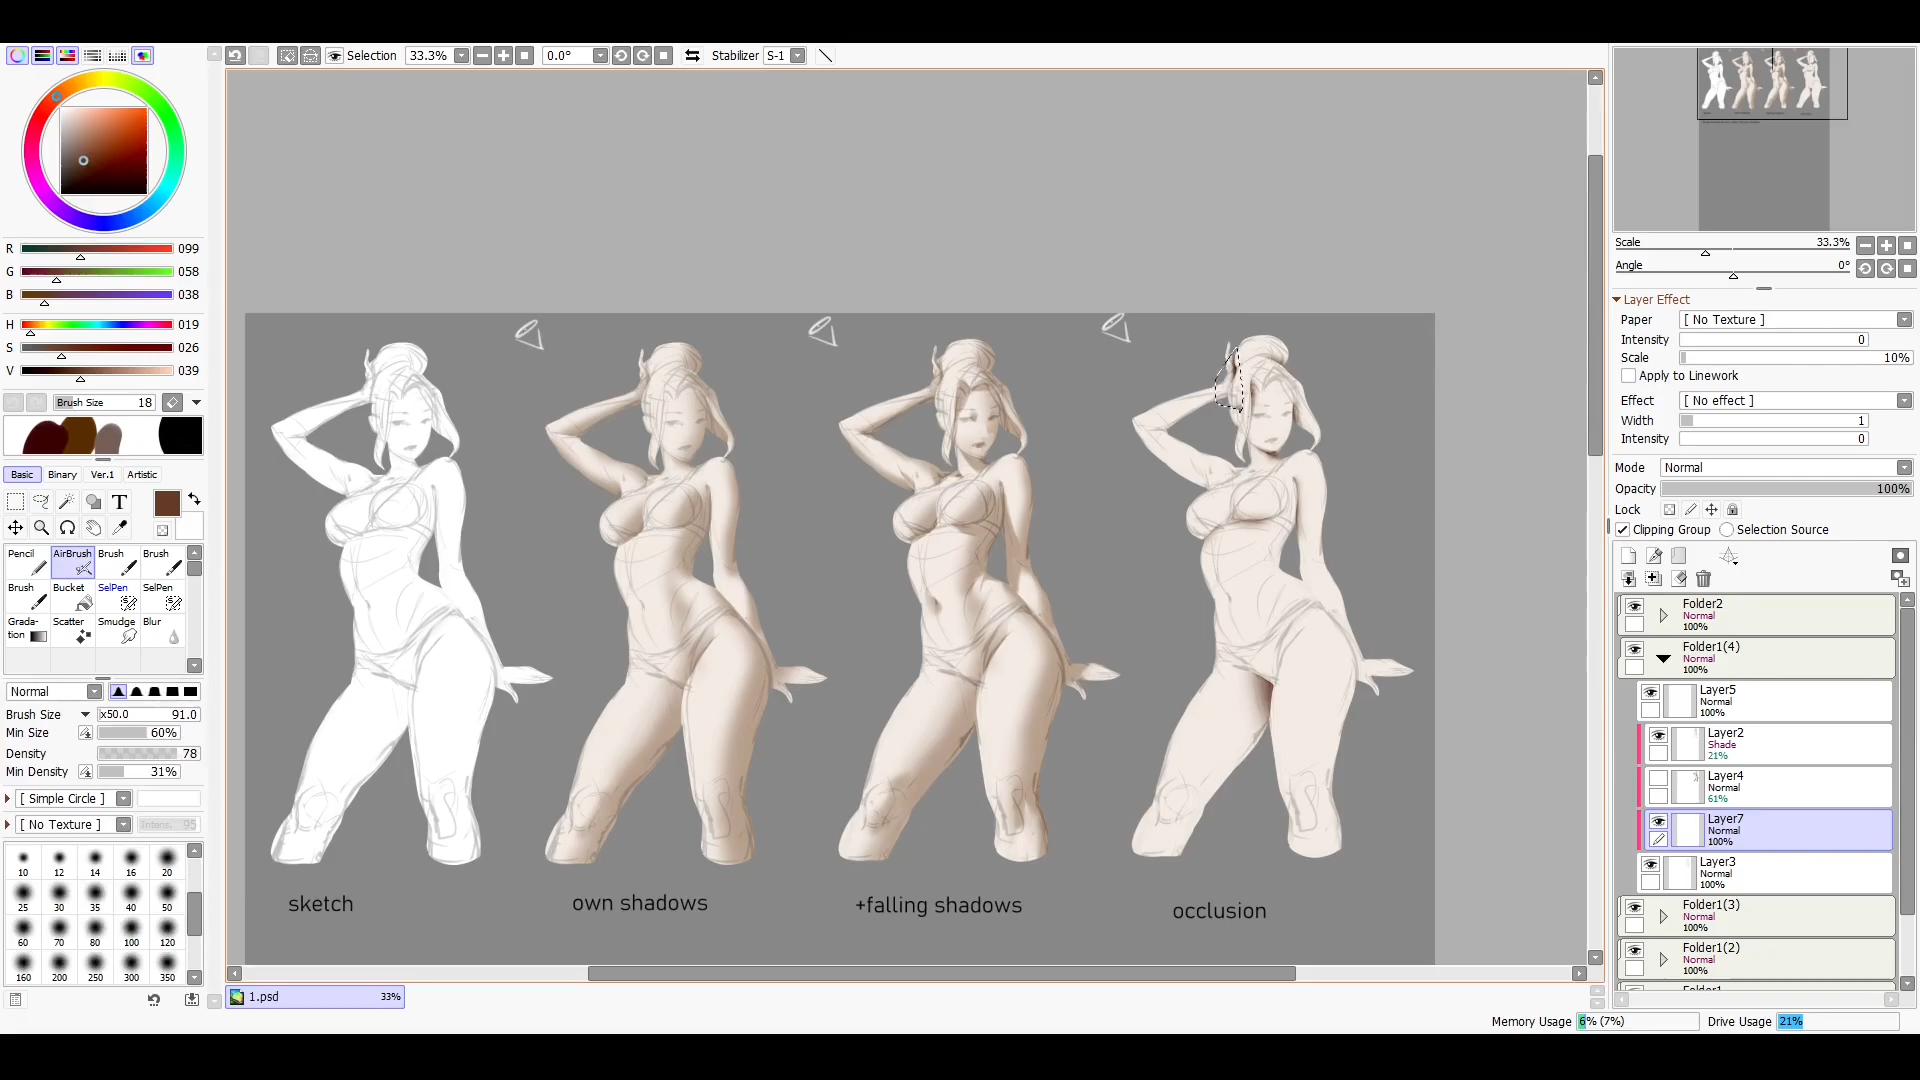 Selection 33.3% 0.0° Stabilizer S-1
R 099
G 058
B 038
H 019
S 026
V 039
Brush Size 18
Basic Binary Ver.1 Artistic
T
Pencil AirBrush Brush Brush
Brush Bucket SelPen SelPen
Grada-tion Scatter Smudge Blur
Normal
Brush Size x50.0 91.0
Min Size 60%
Density 78
Min Density 31%
[ Simple Circle ]
[ No Texture ] Intens. 95
10 12 14 16 20
25 30 35 40 50
60 70 80 100 120
160 200 250 300 350
sketch
own shadows
+falling shadows
occlusion
1.psd 33%
Scale 33.3%
Angle 0°
Layer Effect
Paper [ No Texture ]
Intensity 0
Scale 10%
Apply to Linework
Effect [ No effect ]
Width 1
Intensity 0
Mode Normal
Opacity 100%
Lock
Clipping Group Selection Source
Folder2
Normal
100%
Folder1(4)
Normal
100%
Layer5
Normal
100%
Layer2
Shade
21%
Layer4
Normal
61%
Layer7
Normal
100%
Layer3
Normal
100%
Folder1(3)
Normal
100%
Folder1(2)
Normal
100%
Folder1
Memory Usage 6% (7%) Drive Usage 21%